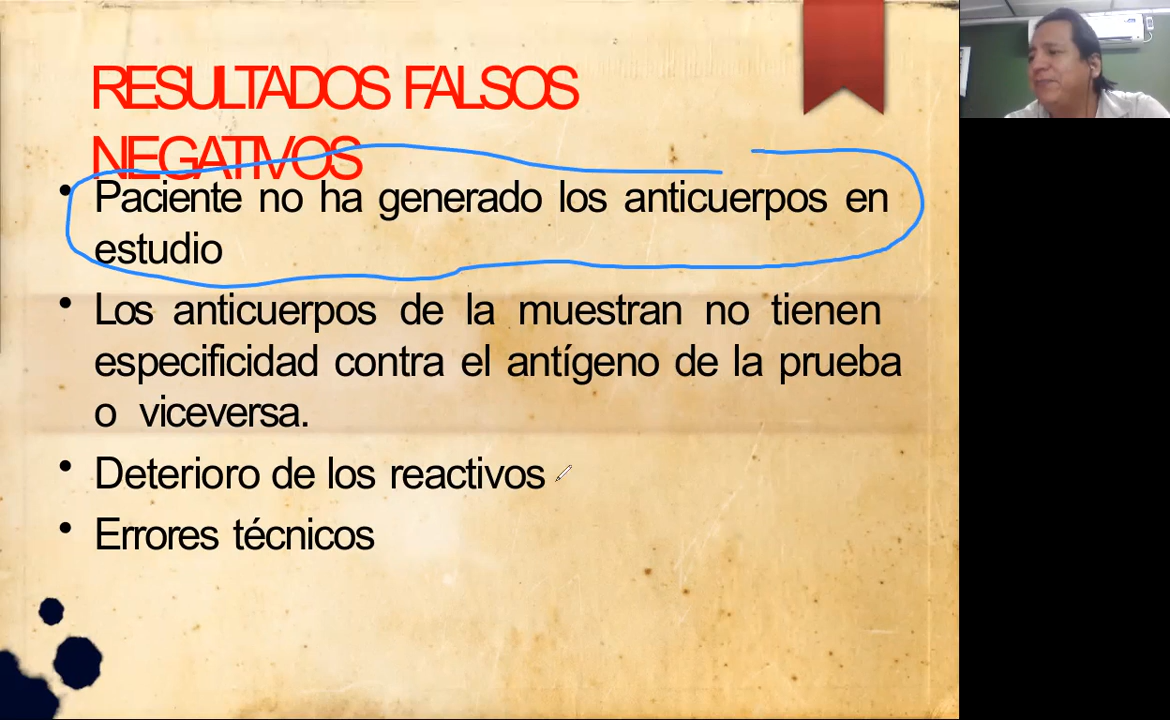 RESULTADOS FALSOS
NEGATIVOS
• Paciente no ha generado los anticuerpos en
estudio
• Los anticuerpos de la muestran no tienen
especificidad contra el antígeno de la prueba
o viceversa.
• Deterioro de los reactivos
• Errores técnicos